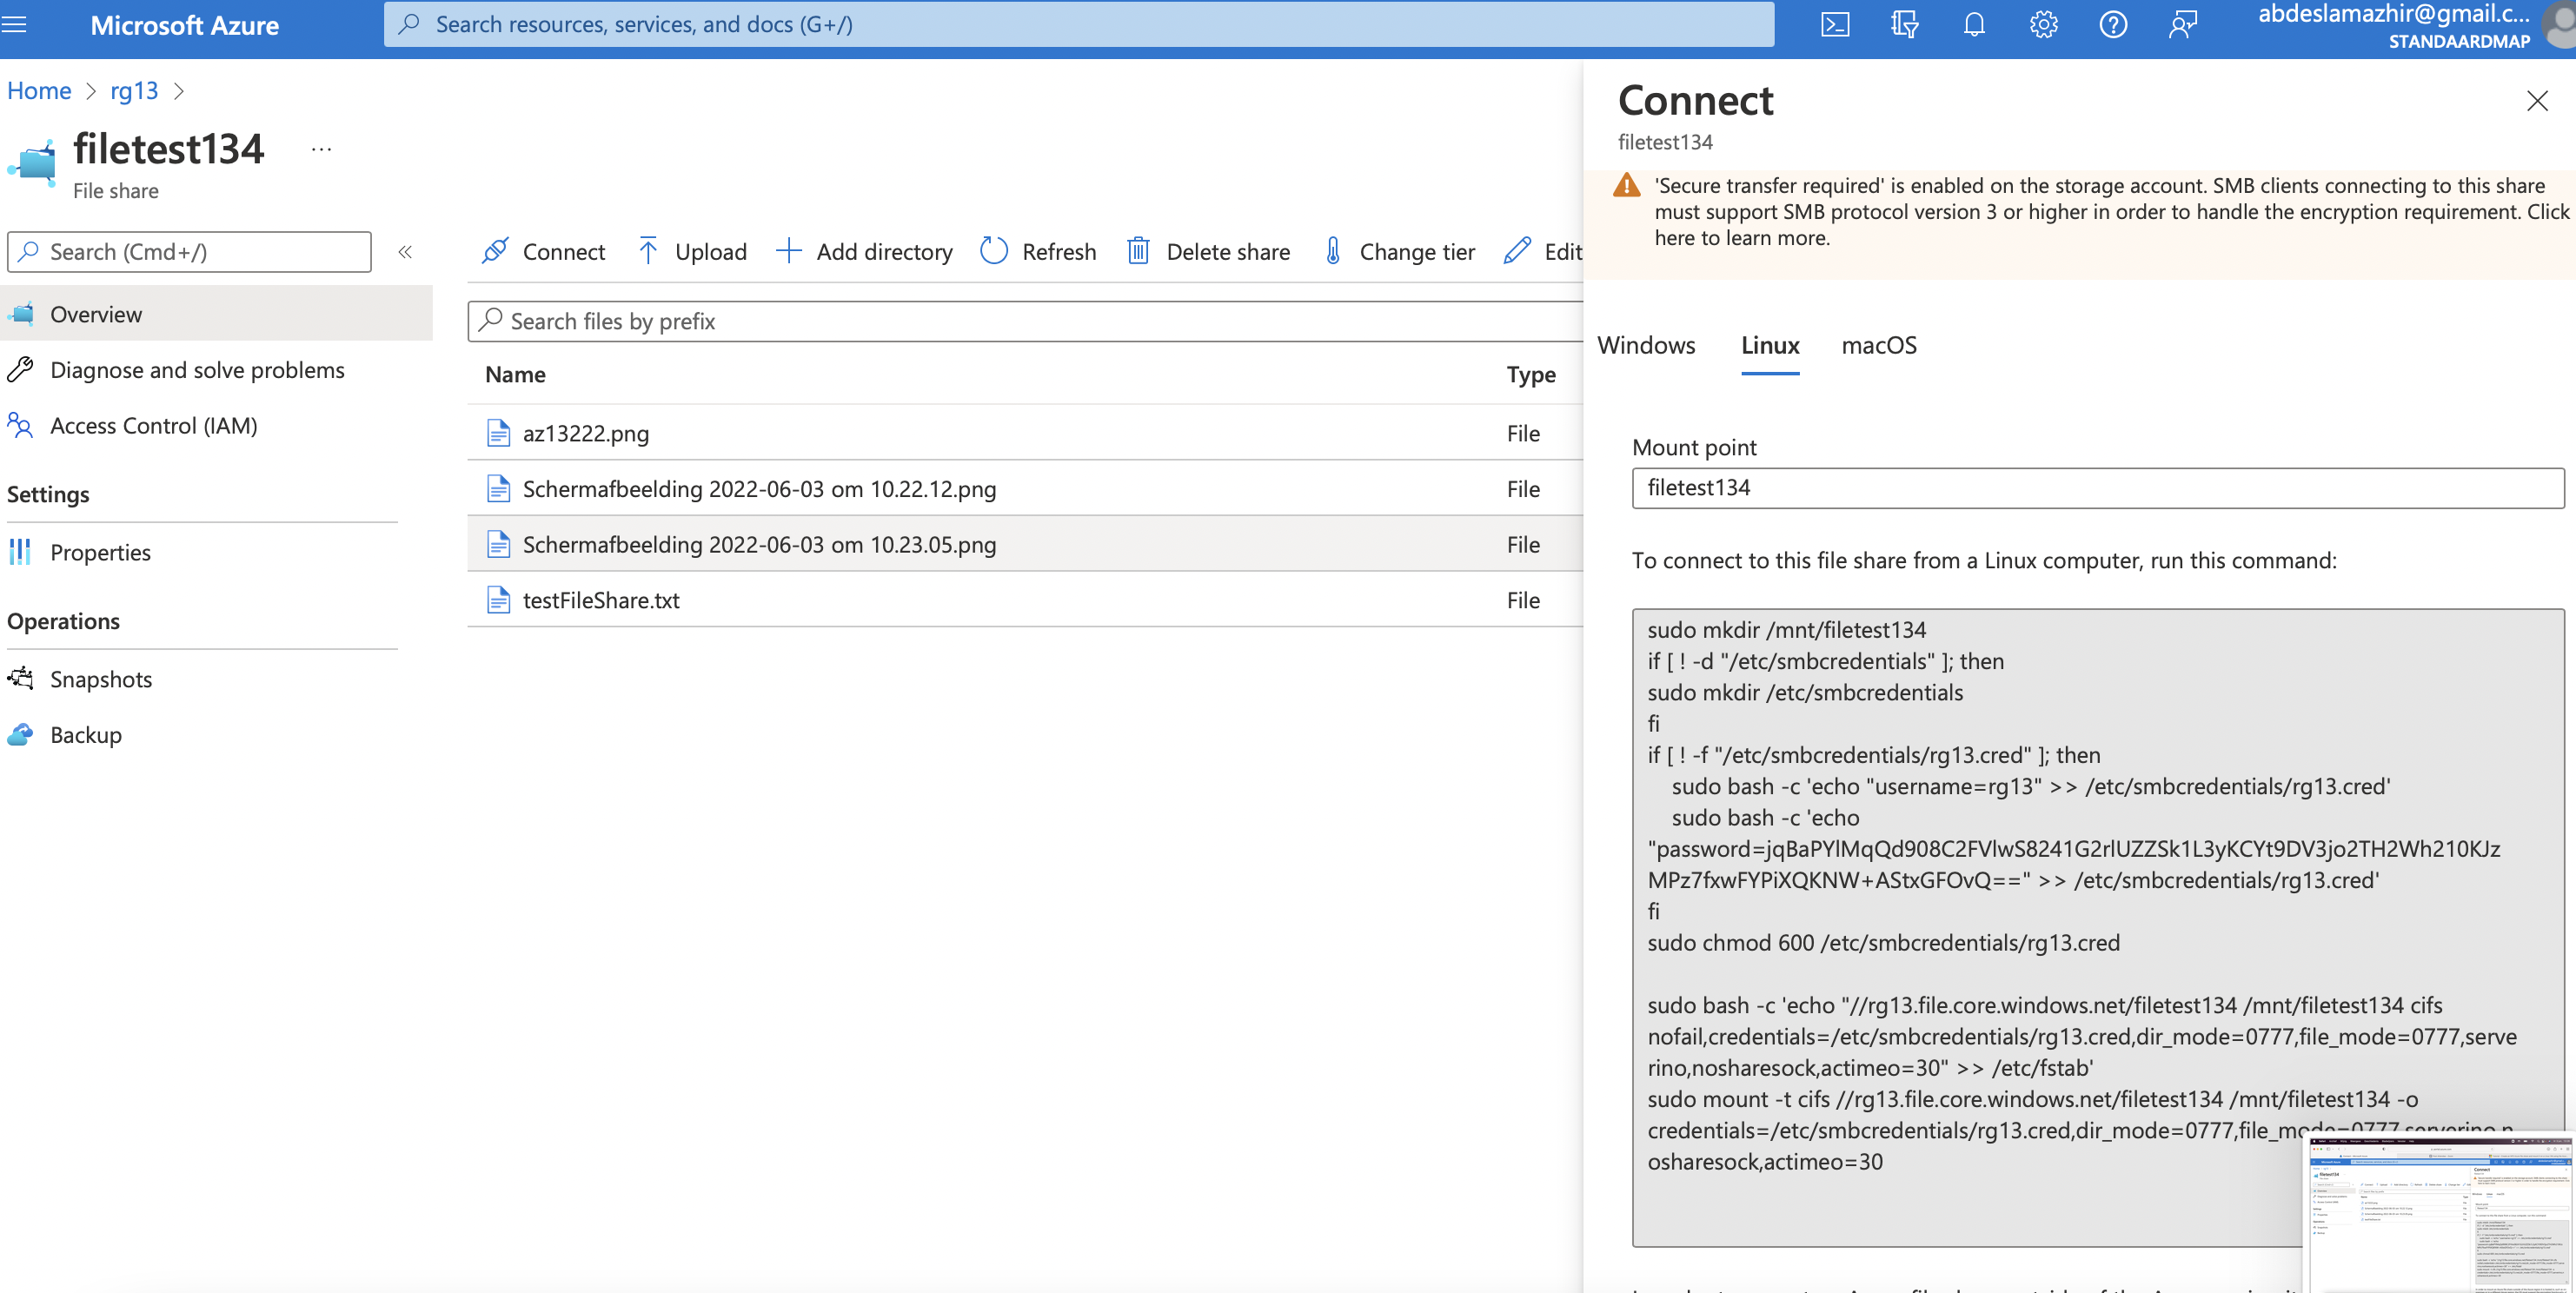 Microsoft Azure
Search resources, services, and docs (G+/)
abdeslamazhir@gmail.c...
STANDAARDMAP
Home > rg13 >
filetest134 ...
File share
Search (Cmd+/)
«
Overview
Diagnose and solve problems
Access Control (IAM)
Settings
Properties
Operations
Snapshots
Backup
Connect
Upload
Add directory
Refresh
Delete share
Change tier
Edit
Search files by prefix
Name Type
az13222.png File
Schermafbeelding 2022-06-03 om 10.22.12.png File
Schermafbeelding 2022-06-03 om 10.23.05.png File
testFileShare.txt File
Connect
filetest134
'Secure transfer required' is enabled on the storage account. SMB clients connecting to this share
must support SMB protocol version 3 or higher in order to handle the encryption requirement. Click
here to learn more.
Windows Linux macOS
Mount point
filetest134
To connect to this file share from a Linux computer, run this command:
sudo mkdir /mnt/filetest134
if [ ! -d "/etc/smbcredentials" ]; then
sudo mkdir /etc/smbcredentials
fi
if [ ! -f "/etc/smbcredentials/rg13.cred" ]; then
sudo bash -c 'echo "username=rg13" >> /etc/smbcredentials/rg13.cred'
sudo bash -c 'echo
"password=
" >> /etc/smbcredentials/rg13.cred'
fi
sudo chmod 600 /etc/smbcredentials/rg13.cred
sudo bash -c 'echo "//rg13.file.core.windows.net/filetest134 /mnt/filetest134 cifs
nofail,credentials=/etc/smbcredentials/rg13.cred,dir_mode=0777,file_mode=0777,serve
rino,nosharesock,actimeo=30" >> /etc/fstab'
sudo mount -t cifs //rg13.file.core.windows.net/filetest134 /mnt/filetest134 -o
credentials=/etc/smbcredentials/rg13.cred,dir_mode=0777,file_mode=0777,serverino,n
osharesock,actimeo=30